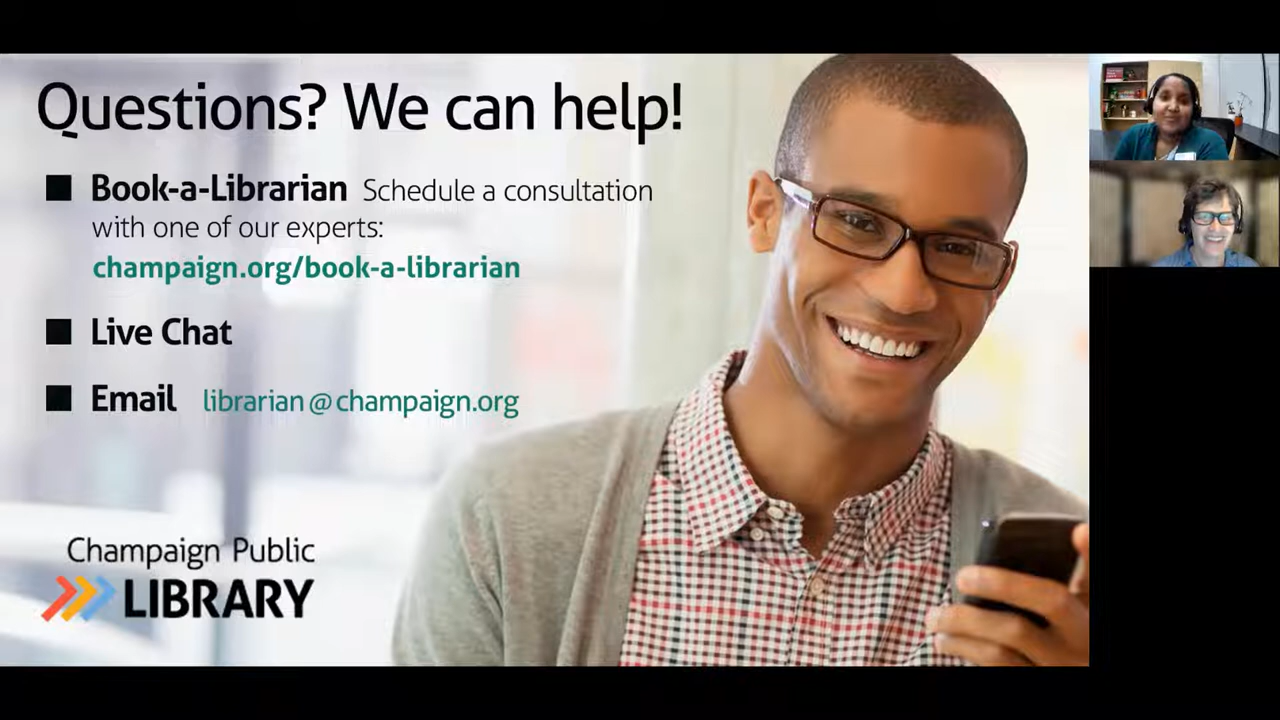 Questions? We can help!
■ Book-a-Librarian Schedule a consultation
with one of our experts:
champaign.org/book-a-librarian
■ Live Chat
■ Email librarian@champaign.org
Champaign Public
LIBRARY